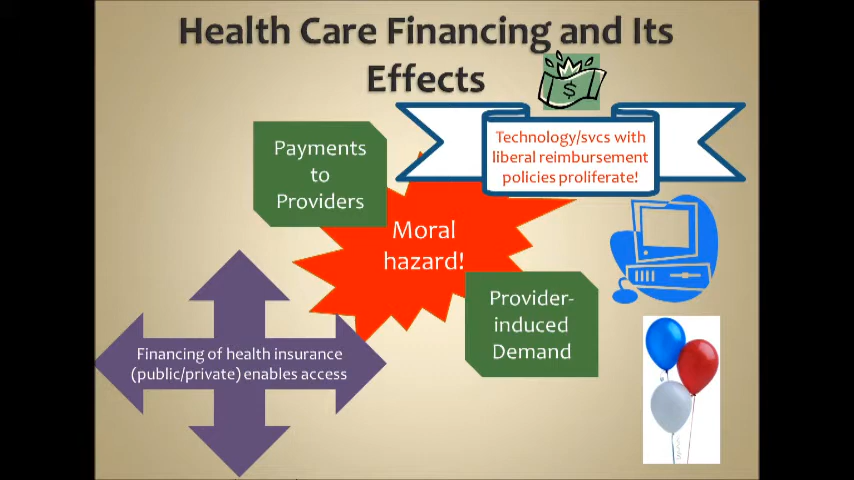 Health Care Financing and Its
Effects
$
Technology/svcs with
liberal reimbursement
policies proliferate!
Payments
to
Providers
Moral
hazard!
Provider-
induced
Demand
Financing of health insurance
(public/private) enables access